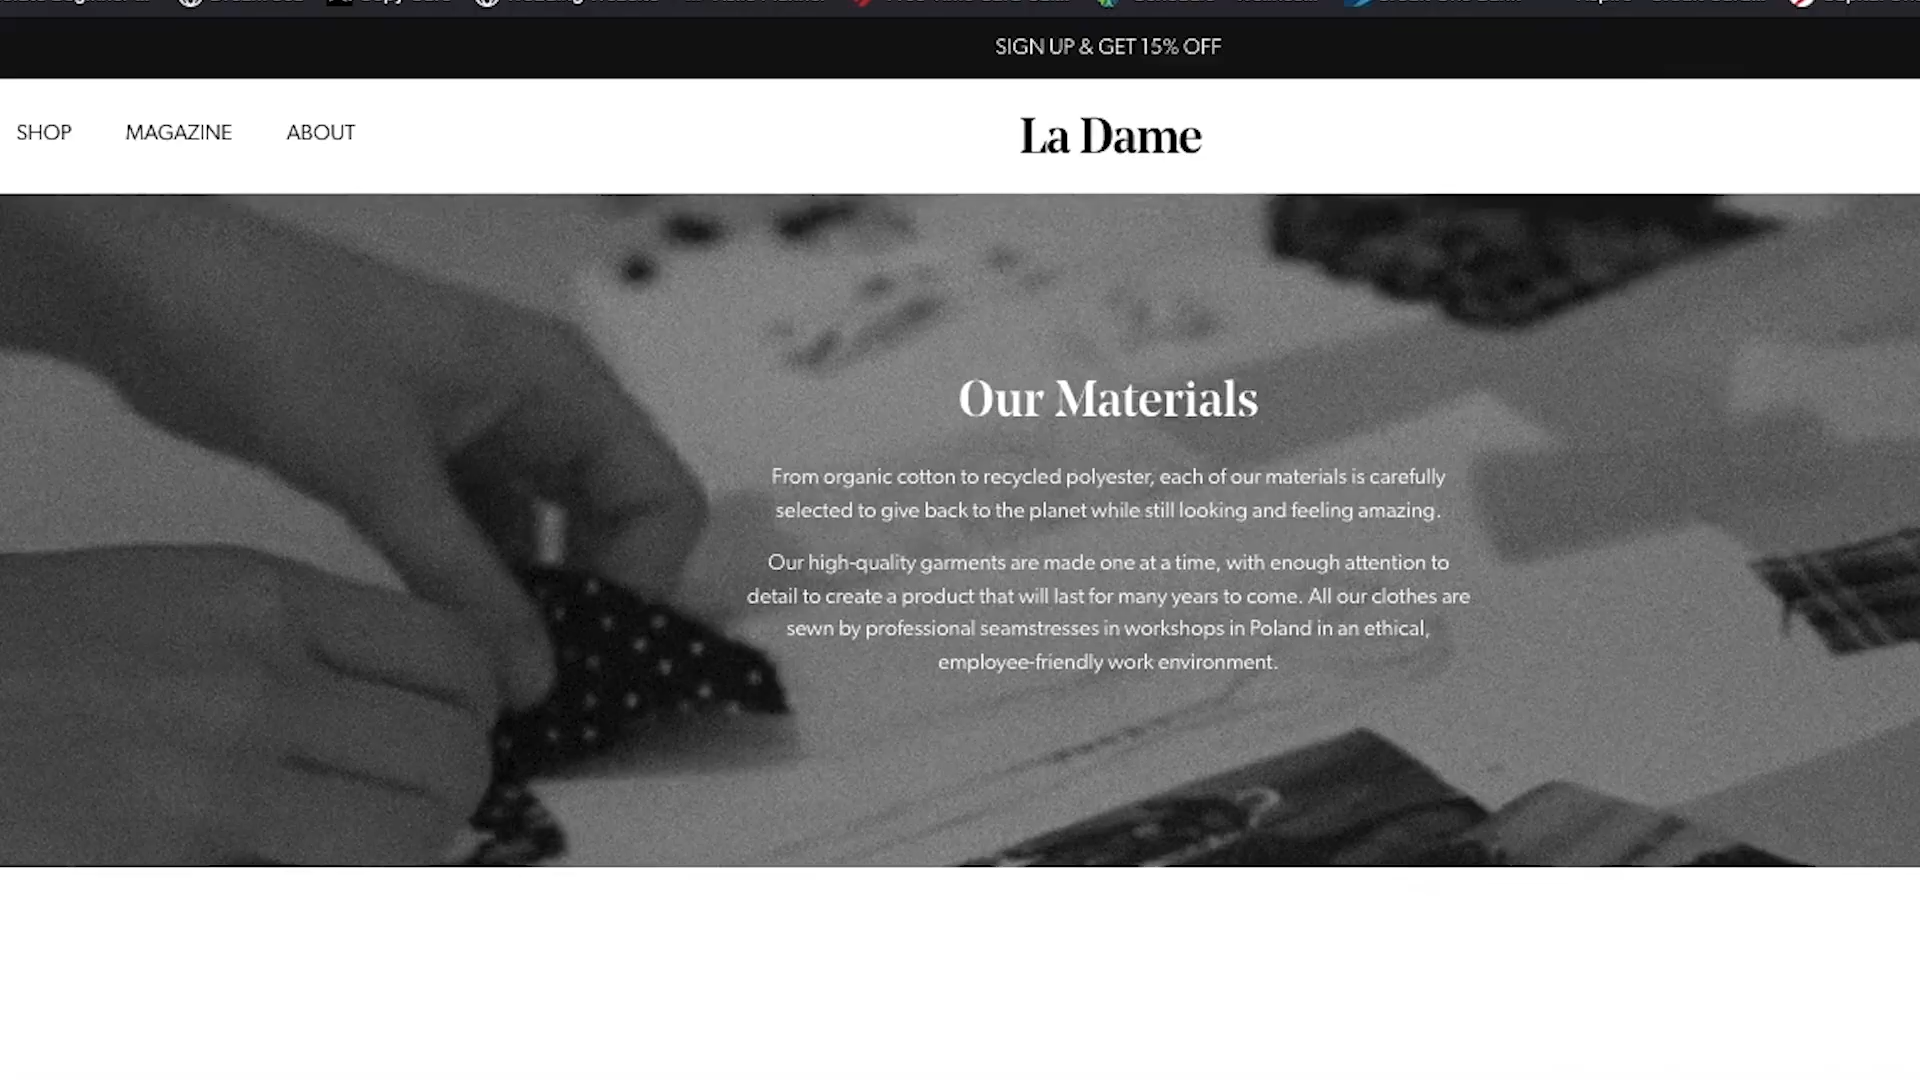 SIGN UP & GET 15% OFF
SHOP MAGAZINE ABOUT
La Dame
Our Materials
From organic cotton to recycled polyester, each of our materials is carefully
selected to give back to the planet while still looking and feeling amazing.
Our high-quality garments are made one at a time, with enough attention to
detail to create a product that will last for many years to come. All our clothes are
sewn by professional seamstresses in workshops in Poland in an ethical,
employee-friendly work environment.